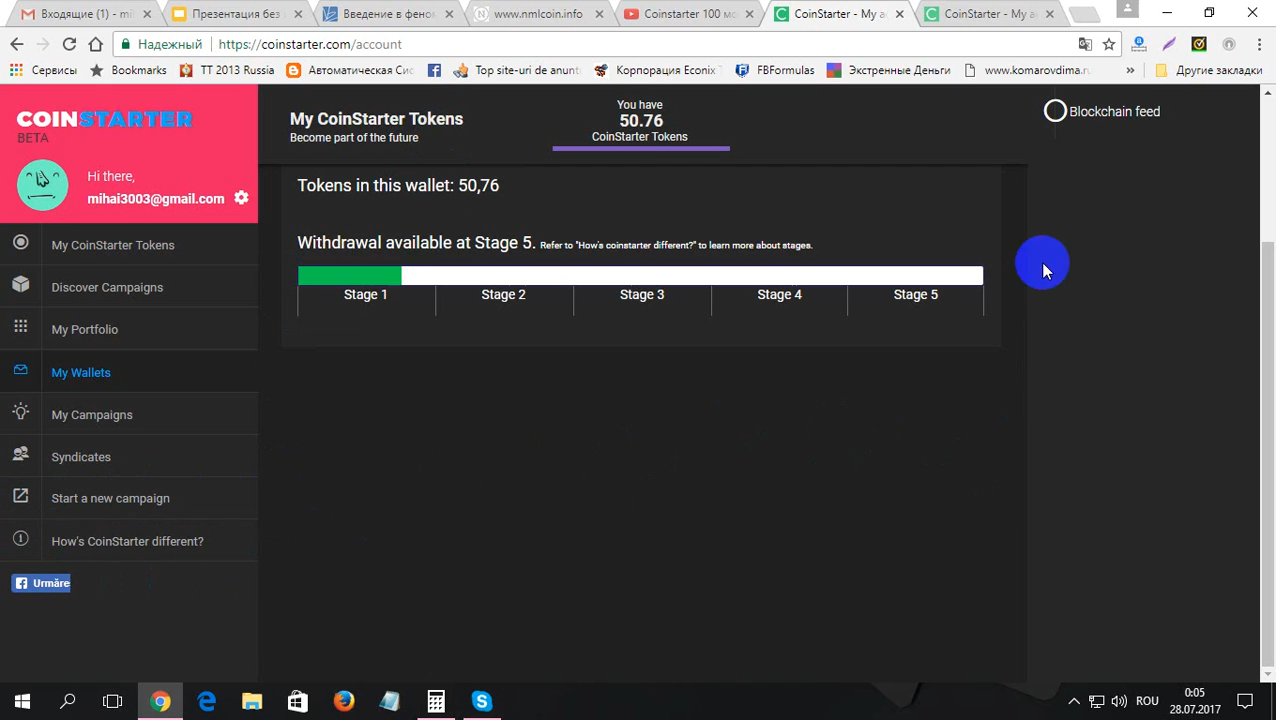 Входящие (1) - mi
Презентация без
Введение в фено
www.nmlcoin.info
Coinstarter 100 мо
CoinStarter - My a
CoinStarter - My a
Надежный
https://coinstarter.com/account
Сервисы
Bookmarks
TT 2013 Russia
Автоматическая Сис
Top site-uri de anunt
Корпорация Econix
FBFormulas
Экстренные Деньги
www.komarovdima.ru
»
Другие закладки
COINSTARTER
BETA
Hi there,
mihai3003@gmail.com
My CoinStarter Tokens
Discover Campaigns
My Portfolio
My Wallets
My Campaigns
Syndicates
Start a new campaign
How's CoinStarter different?
Urmăre
My CoinStarter Tokens
Become part of the future
You have
50.76
CoinStarter Tokens
Blockchain feed
Tokens in this wallet: 50,76
Withdrawal available at Stage 5. Refer to "How's coinstarter different?" to learn more about stages.
Stage 1
Stage 2
Stage 3
Stage 4
Stage 5
ROU
0:05
28.07.2017